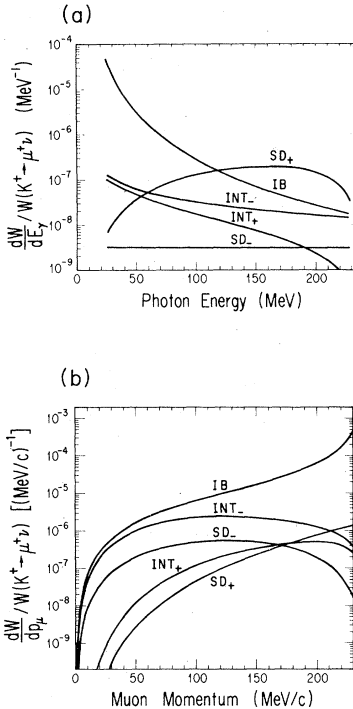 (a)
dW/dEγ / W(K⁺→μ⁺ν) (MeV⁻¹)
10⁻⁴
10⁻⁵
10⁻⁶
10⁻⁷
10⁻⁸
10⁻⁹
SD₊
IB
INT₋
INT₊
SD₋
0 50 100 150 200
Photon Energy (MeV)
(b)
dW/dpμ / W(K⁺→μ⁺ν) [(MeV/c)⁻¹]
10⁻³
10⁻⁴
10⁻⁵
10⁻⁶
10⁻⁷
10⁻⁸
10⁻⁹
IB
INT₋
SD₋
INT₊
SD₊
0 50 100 150 200
Muon Momentum (MeV/c)